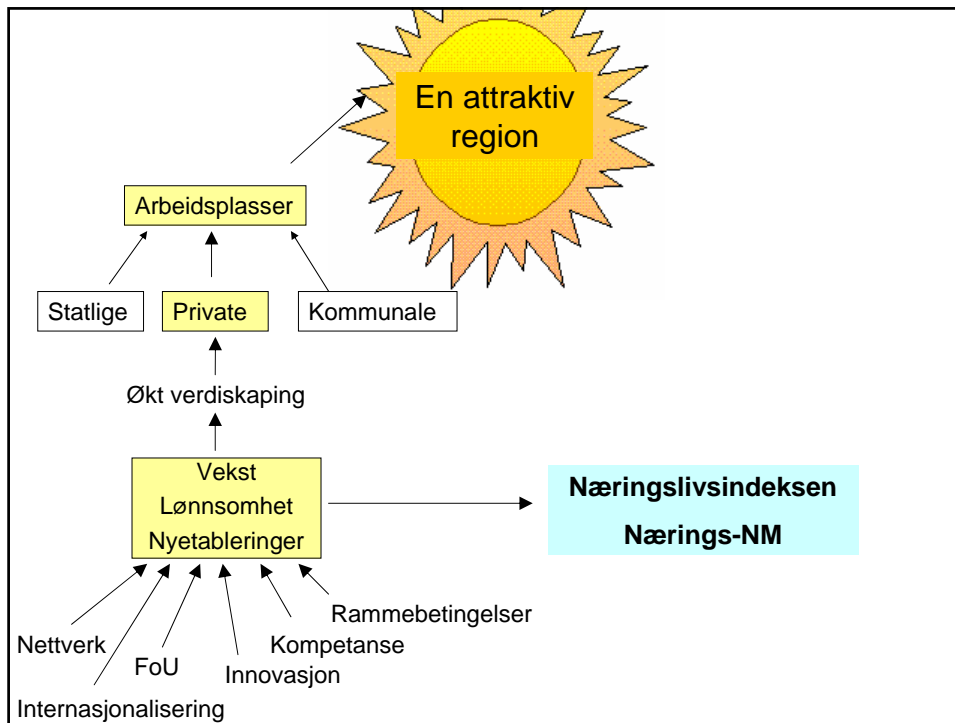 En attraktiv
region
Arbeidsplasser
Statlige
Private
Kommunale
Økt verdiskaping
Vekst
Lønnsomhet
Nyetableringer
Næringslivsindeksen
Nærings-NM
Rammebetingelser
Nettverk
Kompetanse
FoU
Innovasjon
Internasjonalisering